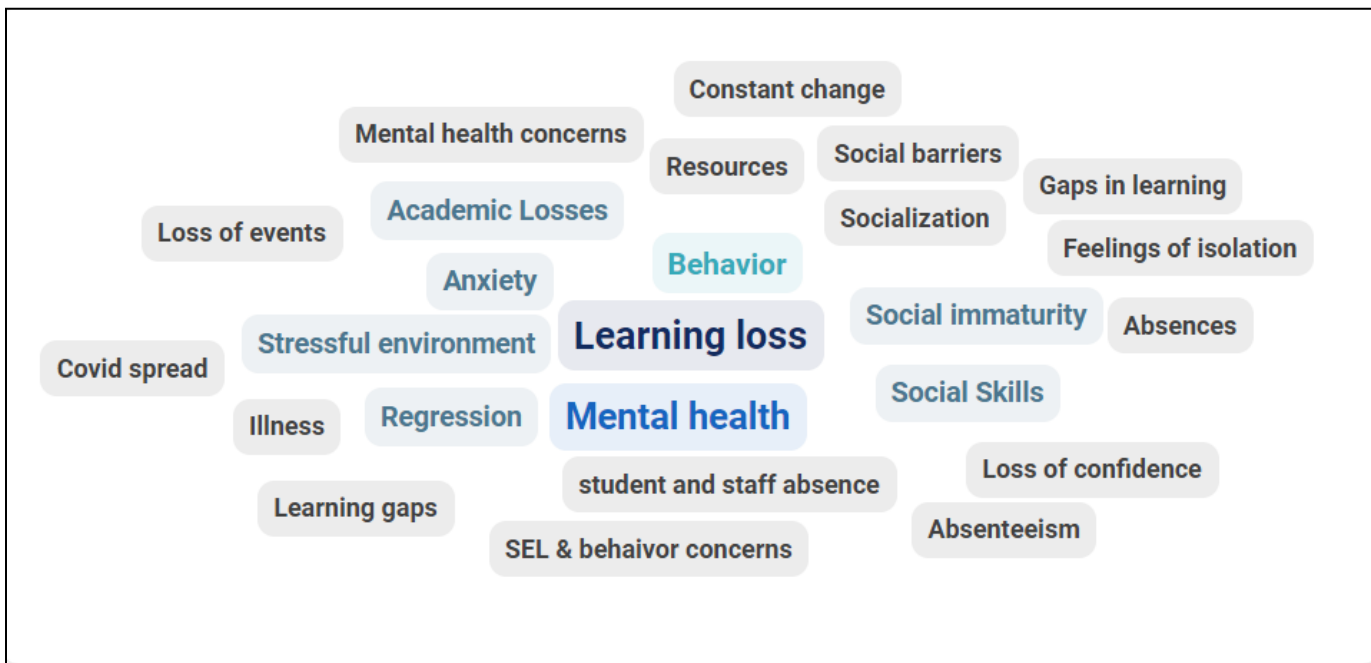 Constant change
Mental health concerns
Resources
Social barriers
Gaps in learning
Academic Losses
Socialization
Loss of events
Feelings of isolation
Behavior
Anxiety
Social immaturity
Absences
Learning loss
Stressful environment
Covid spread
Social Skills
Regression
Mental health
Illness
Loss of confidence
student and staff absence
Learning gaps
Absenteeism
SEL & behaivor concerns